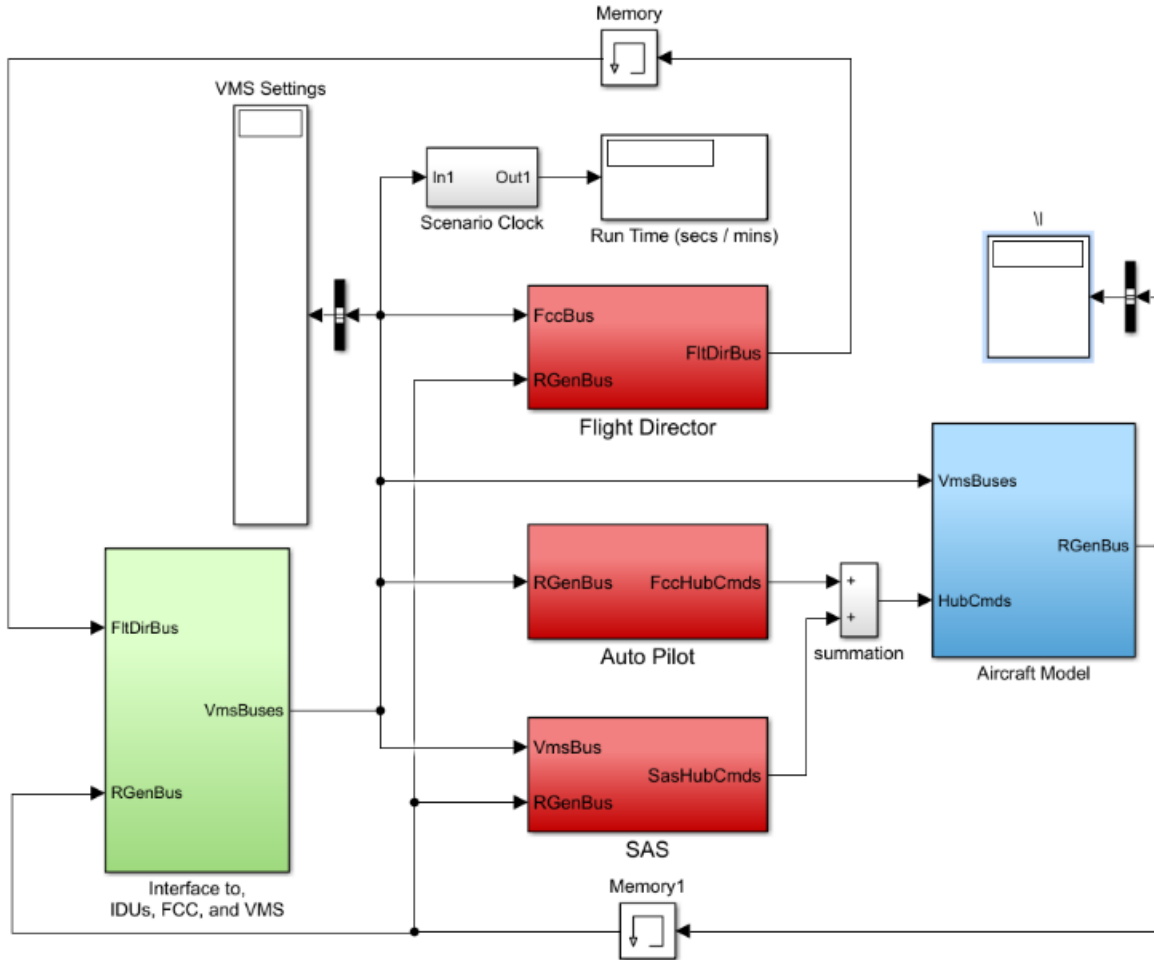 Memory
VMS Settings
In1
Out1
Scenario Clock
Run Time (secs / mins)
\l
FccBus
FltDirBus
RGenBus
Flight Director
VmsBuses
RGenBus
HubCmds
Aircraft Model
RGenBus
FccHubCmds
Auto Pilot
+
+
summation
FltDirBus
VmsBuses
RGenBus
Interface to,
IDUs, FCC, and VMS
VmsBus
SasHubCmds
RGenBus
SAS
Memory1